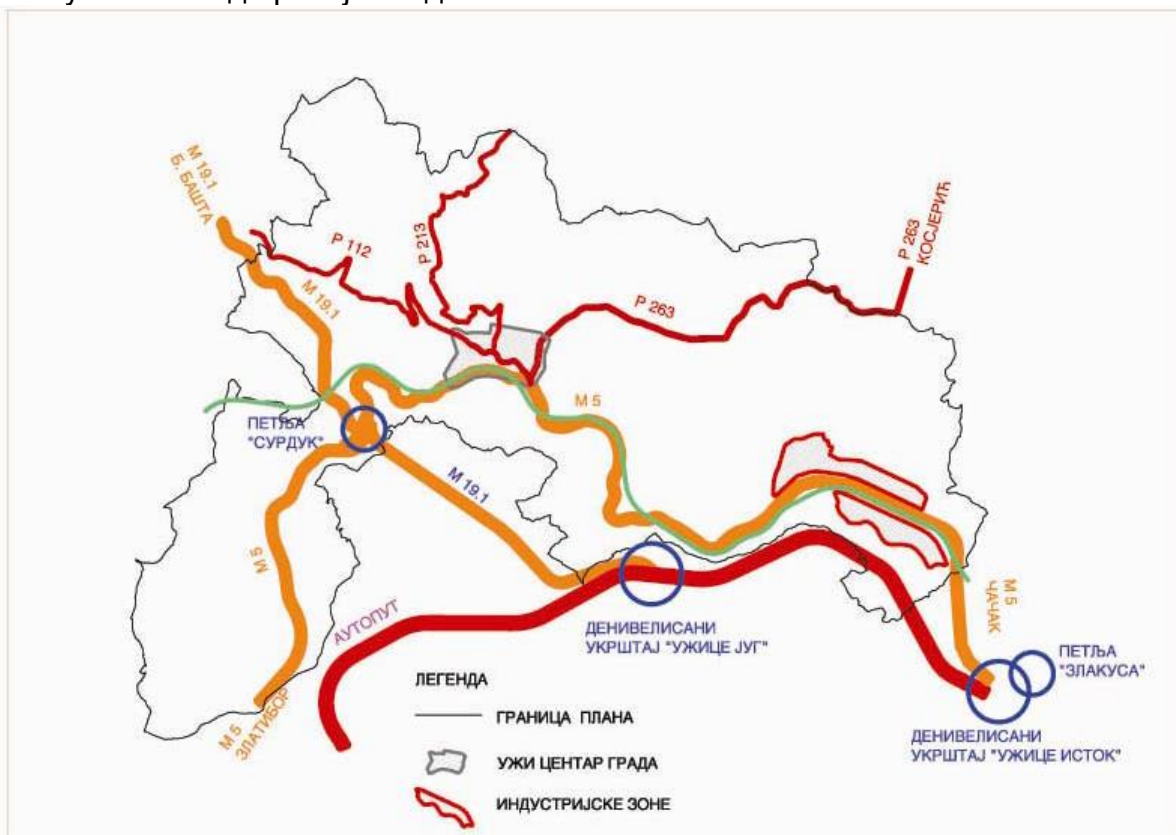 М 19.1
Б. БАШТА
Р 112
Р 213
Р 263
КОСЈЕРИЋ
М 19.1
Р 263
ПЕТЉА
"СУРДУК"
М 5
М 19.1
М 5
М 5
ЧАЧАК
АУТОПУТ
ДЕНИВЕЛИСАНИ
УКРШТАЈ "УЖИЦЕ ЈУГ"
ПЕТЉА
"ЗЛАКУСА"
М 5
ЗЛАТИБОР
ДЕНИВЕЛИСАНИ
УКРШТАЈ "УЖИЦЕ ИСТОК"
ЛЕГЕНДА
ГРАНИЦА ПЛАНА
УЖИ ЦЕНТАР ГРАДА
ИНДУСТРИЈСКЕ ЗОНЕ